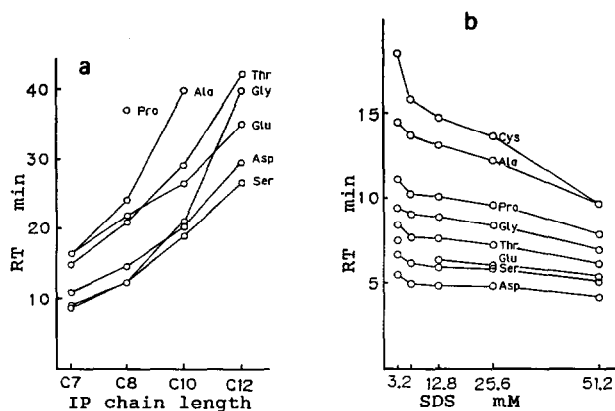 a
40
30
20
10
RT min
Pro
Ala
Thr
Gly
Glu
Asp
Ser
C7 C8 C10 C12
IP chain length
b
15
10
5
RT min
Cys
Ala
Pro
Gly
Thr
Glu
Ser
Asp
3.2 12.8 25.6 51.2
SDS mM